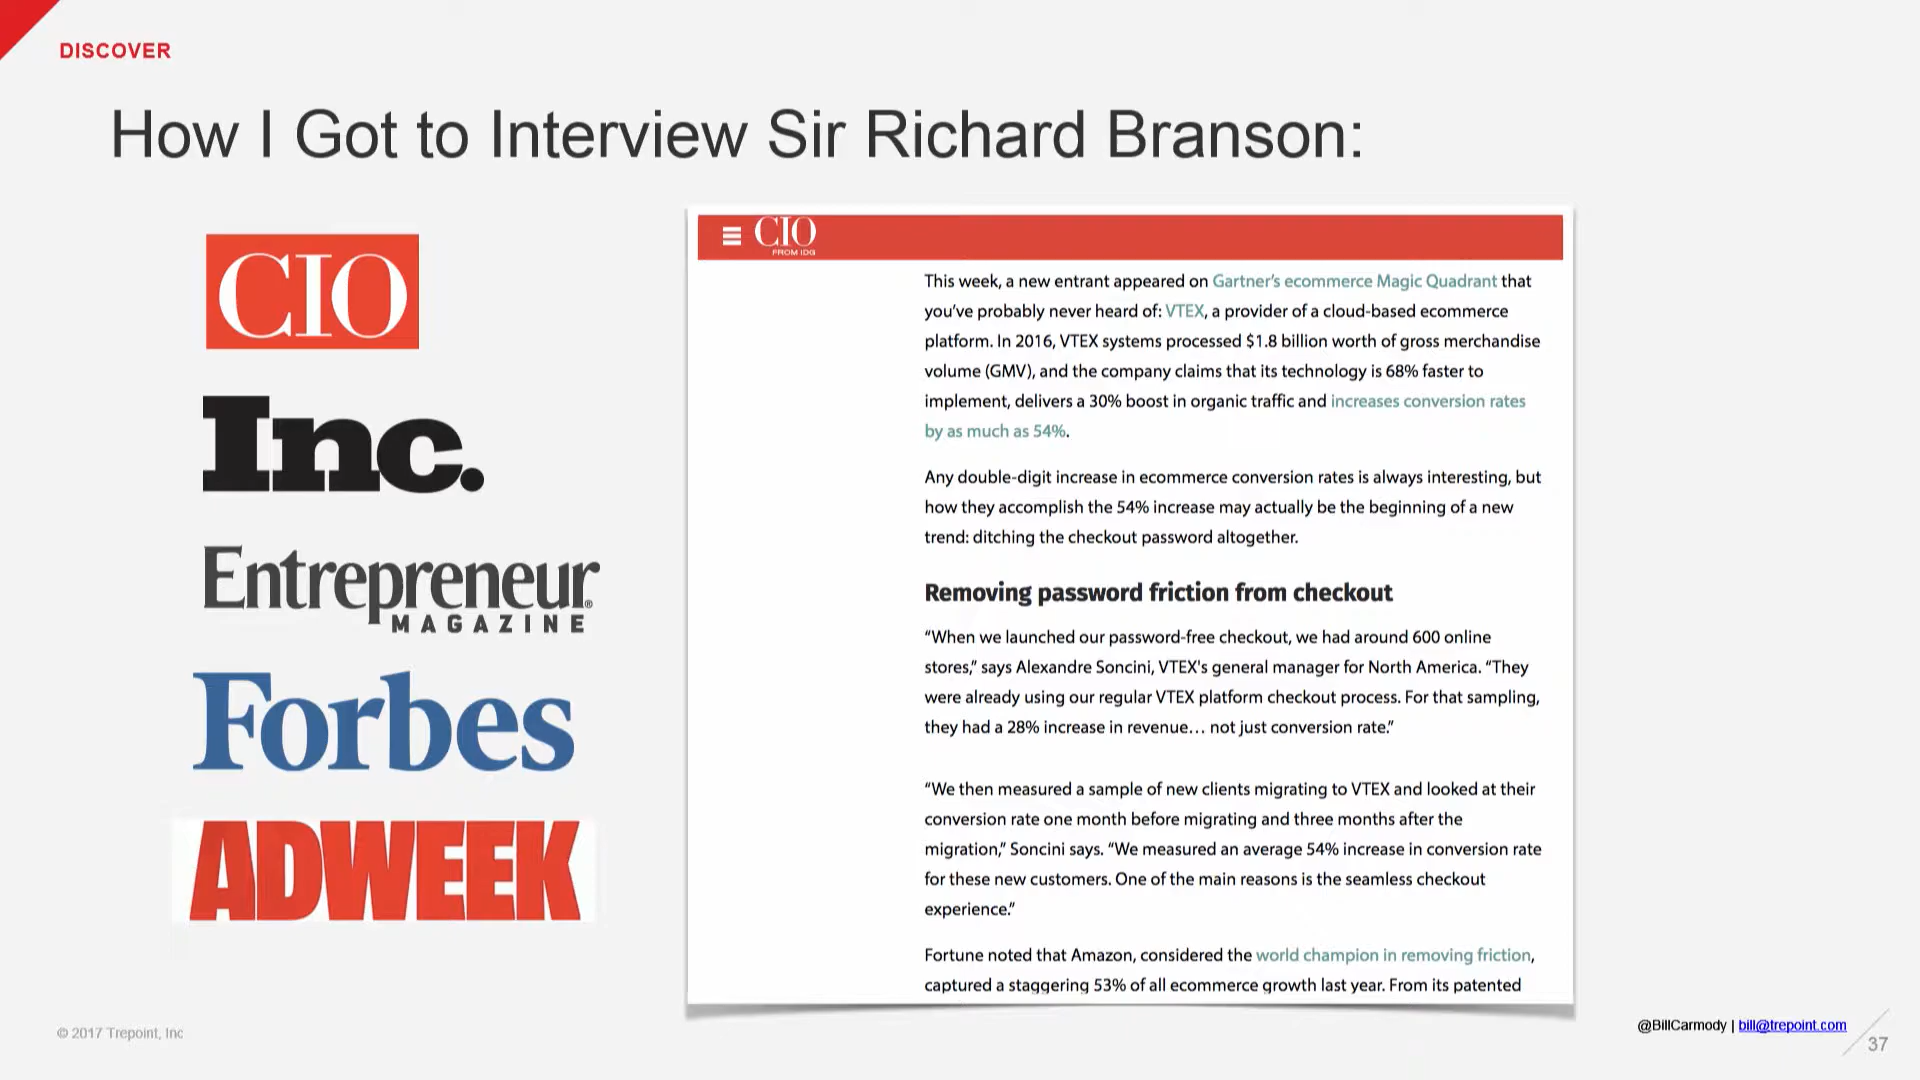 DISCOVER
How I Got to Interview Sir Richard Branson:
CIO
Inc.
Entrepreneur®
MAGAZINE
Forbes
ADWEEK
CIO
FROM IDG
This week, a new entrant appeared on Gartner’s ecommerce Magic Quadrant that
you’ve probably never heard of: VTEX, a provider of a cloud-based ecommerce
platform. In 2016, VTEX systems processed $1.8 billion worth of gross merchandise
volume (GMV), and the company claims that its technology is 68% faster to
implement, delivers a 30% boost in organic traffic and increases conversion rates
by as much as 54%.
Any double-digit increase in ecommerce conversion rates is always interesting, but
how they accomplish the 54% increase may actually be the beginning of a new
trend: ditching the checkout password altogether.
Removing password friction from checkout
“When we launched our password-free checkout, we had around 600 online
stores,” says Alexandre Soncini, VTEX's general manager for North America. “They
were already using our regular VTEX platform checkout process. For that sampling,
they had a 28% increase in revenue… not just conversion rate.”
“We then measured a sample of new clients migrating to VTEX and looked at their
conversion rate one month before migrating and three months after the
migration,” Soncini says. “We measured an average 54% increase in conversion rate
for these new customers. One of the main reasons is the seamless checkout
experience.”
Fortune noted that Amazon, considered the world champion in removing friction,
captured a staggering 53% of all ecommerce growth last year. From its patented
© 2017 Trepoint, Inc
@BillCarmody | bill@trepoint.com
37